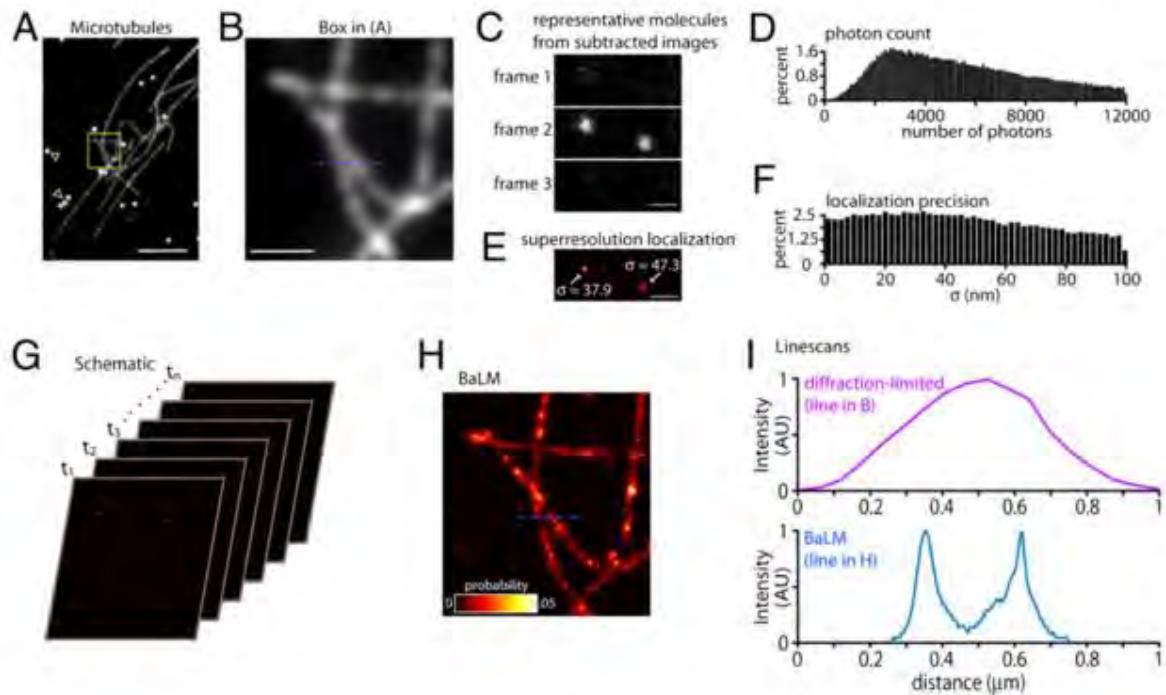 A
Microtubules
B
Box in (A)
C
representative molecules
from subtracted images
frame 1
frame 2
frame 3
D
photon count
percent
1.6
0.8
0
0
4000
8000
12000
number of photons
E
superresolution localization
σ = 37.9
σ = 47.3
F
localization precision
percent
2.5
1.25
0
0
20
40
60
80
100
σ (nm)
G
Schematic
t1
t2
t3
tn
H
BaLM
probability
0
.05
I
Linescans
diffraction-limited
(line in B)
Intensity
(AU)
1
0
0
0.2
0.4
0.6
0.8
1
BaLM
(line in H)
Intensity
(AU)
1
0
0
0.2
0.4
0.6
0.8
1
distance (μm)